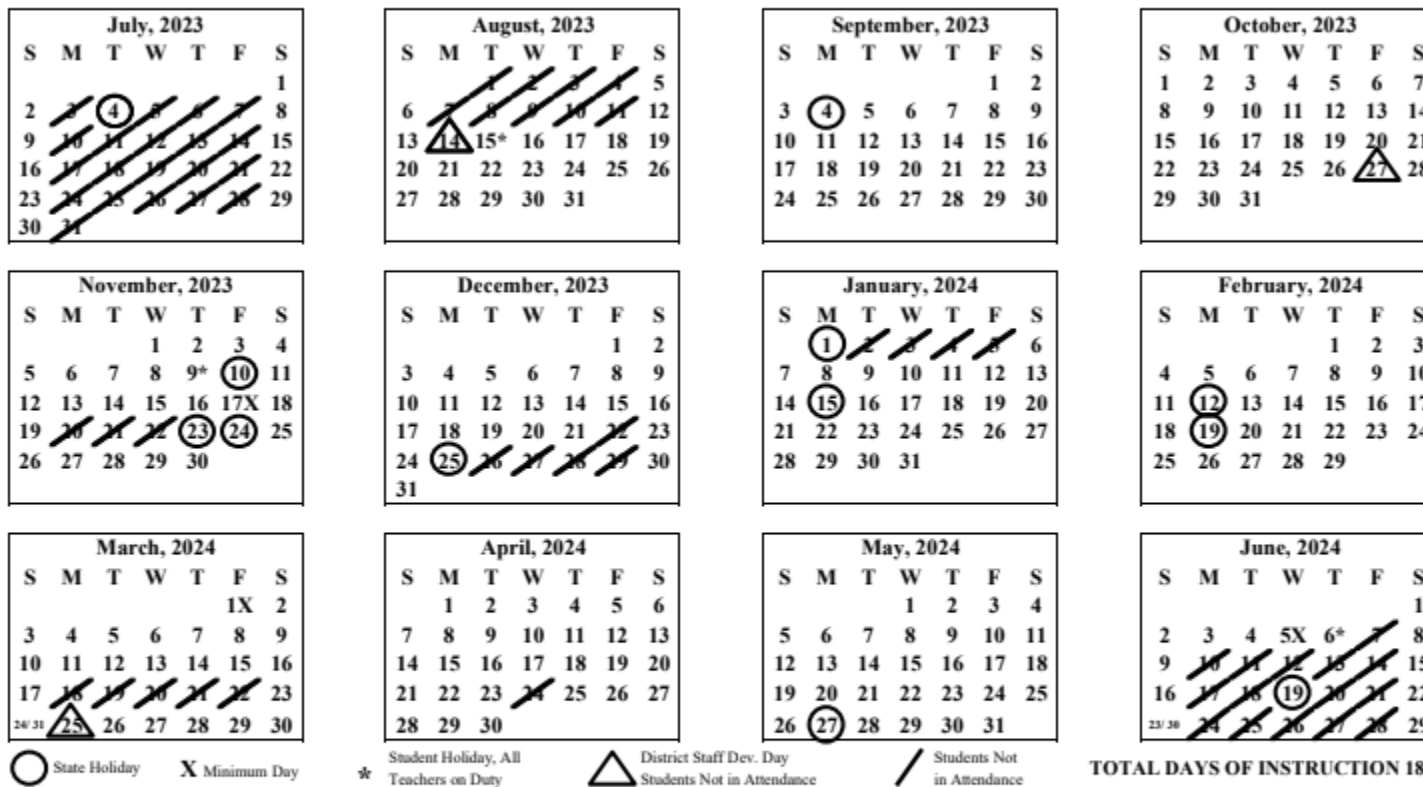 July, 2023
S M T W T F S
1
2 3 4 5 6 7 8
9 10 11 12 13 14 15
16 17 18 19 20 21 22
23 24 25 26 27 28 29
30 31
August, 2023
S M T W T F S
1 2 3 4 5
6 7 8 9 10 11 12
13 14 15* 16 17 18 19
20 21 22 23 24 25 26
27 28 29 30 31
September, 2023
S M T W T F S
1 2
3 4 5 6 7 8 9
10 11 12 13 14 15 16
17 18 19 20 21 22 23
24 25 26 27 28 29 30
October, 2023
S M T W T F S
1 2 3 4 5 6 7
8 9 10 11 12 13 14
15 16 17 18 19 20 21
22 23 24 25 26 27 28
29 30 31
November, 2023
S M T W T F S
1 2 3 4
5 6 7 8 9* 10 11
12 13 14 15 16 17X 18
19 20 21 22 23 24 25
26 27 28 29 30
December, 2023
S M T W T F S
1 2
3 4 5 6 7 8 9
10 11 12 13 14 15 16
17 18 19 20 21 22 23
24 25 26 27 28 29 30
31
January, 2024
S M T W T F S
1 2 3 4 5 6
7 8 9 10 11 12 13
14 15 16 17 18 19 20
21 22 23 24 25 26 27
28 29 30 31
February, 2024
S M T W T F S
1 2 3
4 5 6 7 8 9 10
11 12 13 14 15 16 17
18 19 20 21 22 23 24
25 26 27 28 29
March, 2024
S M T W T F S
1X 2
3 4 5 6 7 8 9
10 11 12 13 14 15 16
17 18 19 20 21 22 23
24/ 31 25 26 27 28 29 30
April, 2024
S M T W T F S
1 2 3 4 5 6
7 8 9 10 11 12 13
14 15 16 17 18 19 20
21 22 23 24 25 26 27
28 29 30
May, 2024
S M T W T F S
1 2 3 4
5 6 7 8 9 10 11
12 13 14 15 16 17 18
19 20 21 22 23 24 25
26 27 28 29 30 31
June, 2024
S M T W T F S
1
2 3 4 5X 6* 7 8
9 10 11 12 13 14 15
16 17 18 19 20 21 22
23/ 30 24 25 26 27 28 29
State Holiday
X Minimum Day
* Student Holiday, All
Teachers on Duty
District Staff Dev. Day
Students Not in Attendance
Students Not
in Attendance
TOTAL DAYS OF INSTRUCTION 18